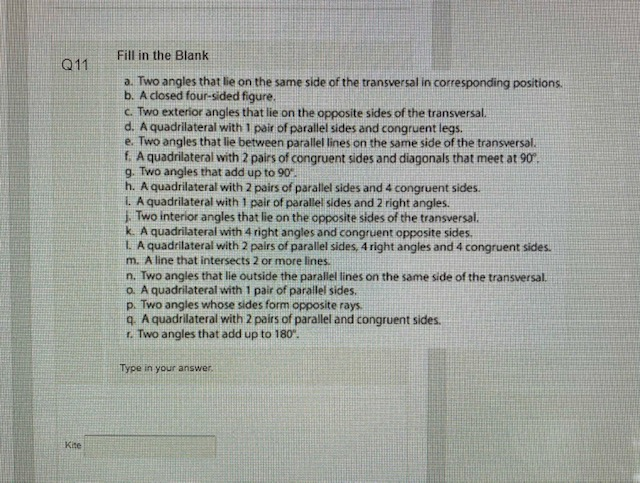 Q11
Fill in the Blank
a. Two angles that lie on the same side of the transversal in corresponding positions.
b. A closed four-sided figure.
c. Two exterior angles that lie on the opposite sides of the transversal.
d. A quadrilateral with 1 pair of parallel sides and congruent legs.
e. Two angles that lie between parallel lines on the same side of the transversal.
f. A quadrilateral with 2 pairs of congruent sides and diagonals that meet at 90°.
g. Two angles that add up to 90°.
h. A quadrilateral with 2 pairs of parallel sides and 4 congruent sides.
i. A quadrilateral with 1 pair of parallel sides and 2 right angles.
j. Two interior angles that lie on the opposite sides of the transversal.
k. A quadrilateral with 4 right angles and congruent opposite sides.
l. A quadrilateral with 2 pairs of parallel sides, 4 right angles and 4 congruent sides.
m. A line that intersects 2 or more lines.
n. Two angles that lie outside the parallel lines on the same side of the transversal.
o. A quadrilateral with 1 pair of parallel sides.
p. Two angles whose sides form opposite rays.
q. A quadrilateral with 2 pairs of parallel and congruent sides.
r. Two angles that add up to 180°.
Type in your answer.
Kite